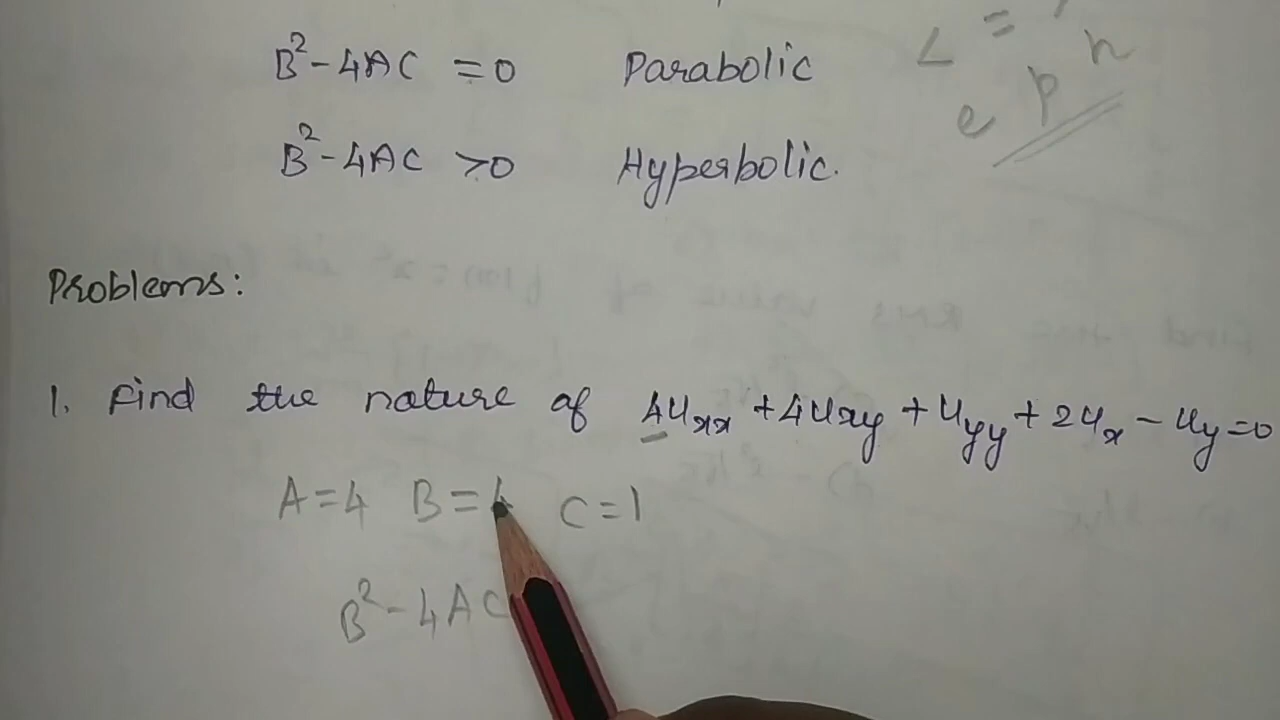 B²-4AC =0 Parabolic
B²-4AC >0 Hyperbolic.
< = >
e p h
Problems:
1. Find the nature of 4uxx +4uxy + uyy + 2ux - uy=0
A=4 B=4 C=1
B²-4AC